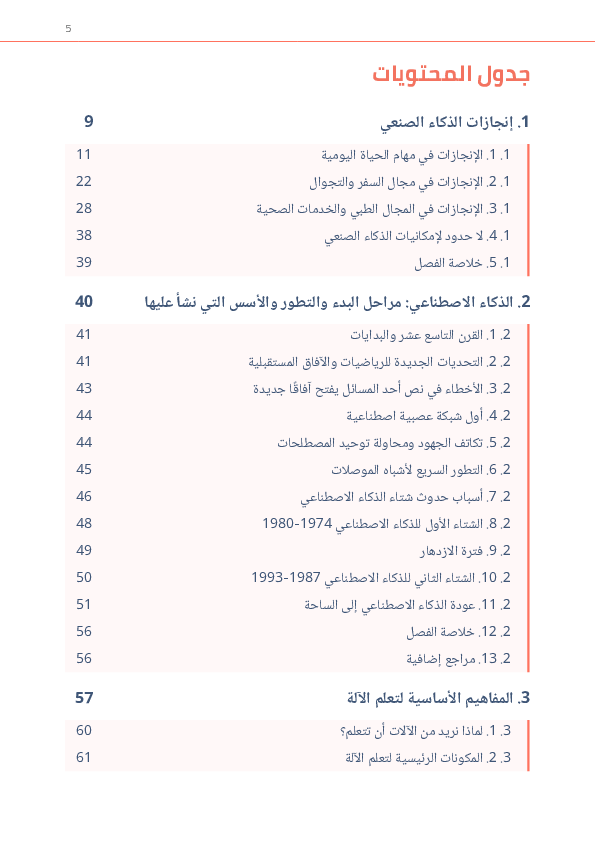 5
جدول المحتويات
1. إنجازات الذكاء الصنعي 9
1. 1. الإنجازات في مهام الحياة اليومية 11
1. 2. الإنجازات في مجال السفر والتجوال 22
1. 3. الإنجازات في المجال الطبي والخدمات الصحية 28
1. 4. لا حدود لإمكانيات الذكاء الصنعي 38
1. 5. خلاصة الفصل 39
2. الذكاء الاصطناعي: مراحل البدء والتطور والأسس التي نشأ عليها 40
2. 1. القرن التاسع عشر والبدايات 41
2. 2. التحديات الجديدة للرياضيات والآفاق المستقبلية 41
2. 3. الأخطاء في نص أحد المسائل يفتح آفاقًا جديدة 43
2. 4. أول شبكة عصبية اصطناعية 44
2. 5. تكاتف الجهود ومحاولة توحيد المصطلحات 44
2. 6. التطور السريع لأشباه الموصلات 45
2. 7. أسباب حدوث شتاء الذكاء الاصطناعي 46
2. 8. الشتاء الأول للذكاء الاصطناعي 1974-1980 48
2. 9. فترة الازدهار 49
2. 10. الشتاء الثاني للذكاء الاصطناعي 1987-1993 50
2. 11. عودة الذكاء الاصطناعي إلى الساحة 51
2. 12. خلاصة الفصل 56
2. 13. مراجع إضافية 56
3. المفاهيم الأساسية لتعلم الآلة 57
3. 1. لماذا نريد من الآلات أن تتعلم؟ 60
3. 2. المكونات الرئيسية لتعلم الآلة 61